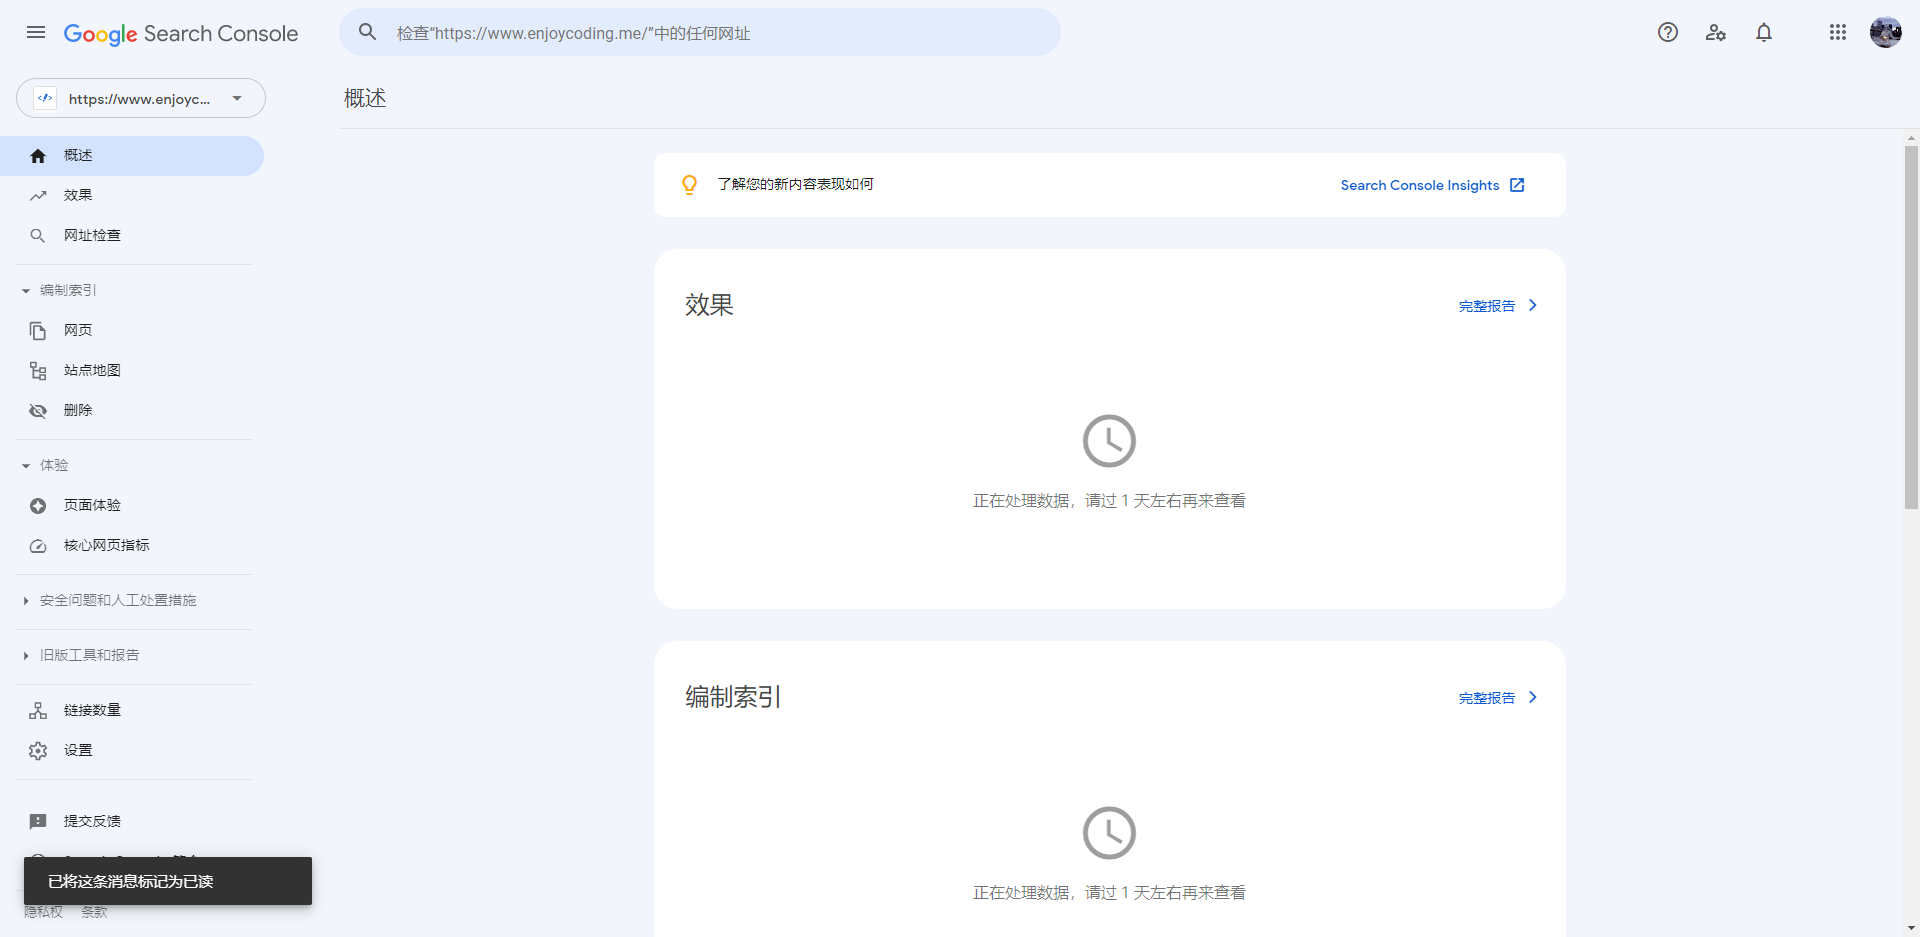 Google Search Console
检查“https://www.enjoycoding.me/”中的任何网址
https://www.enjoyc...
概述
概述
效果
网址检查
编制索引
网页
站点地图
删除
体验
页面体验
核心网页指标
安全问题和人工处置措施
旧版工具和报告
链接数量
设置
提交反馈
已将这条消息标记为已读
隐私权 条款
了解您的新内容表现如何
Search Console Insights
效果
完整报告
正在处理数据，请过 1 天左右再来查看
编制索引
完整报告
正在处理数据，请过 1 天左右再来查看